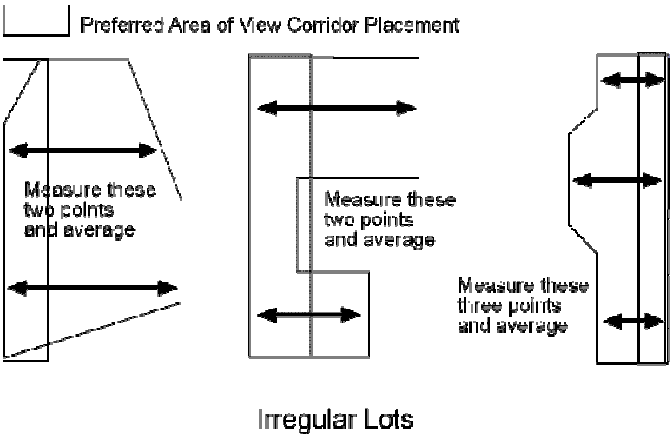 Preferred Area of View Corridor Placement
Measure these
two points
and average
Measure these
two points
and average
Measure these
three points
and average
Irregular Lots